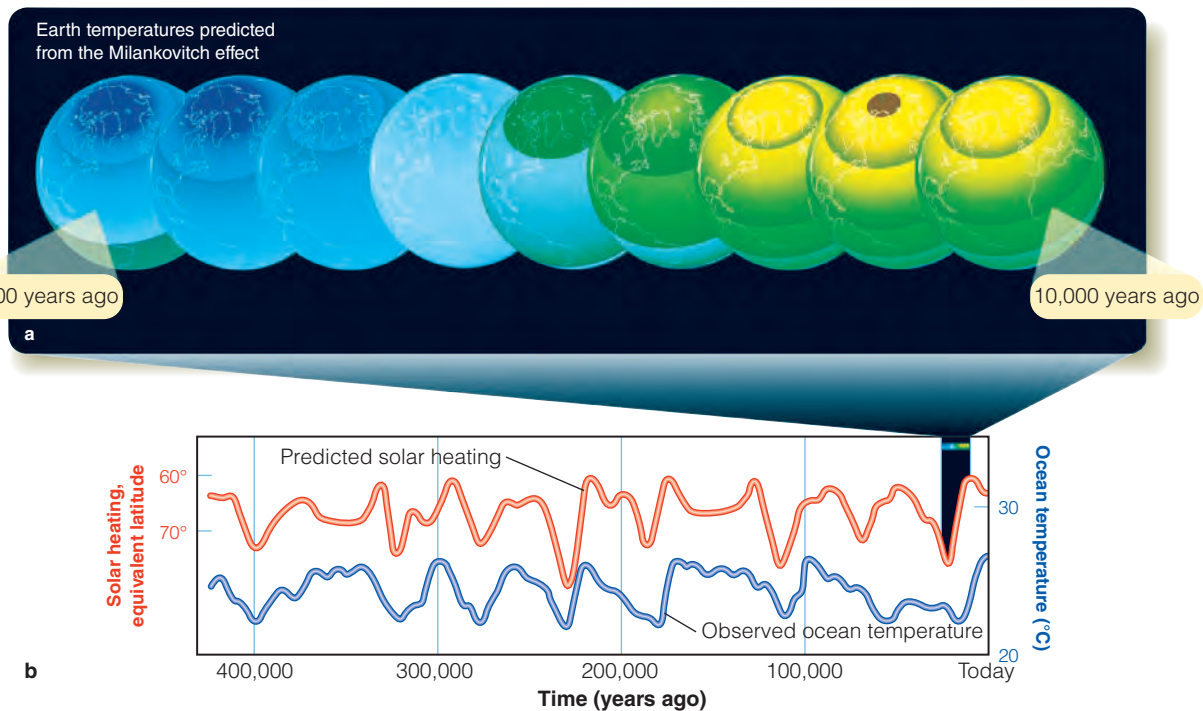 Earth temperatures predicted
from the Milankovitch effect
00 years ago
10,000 years ago
a
Predicted solar heating
60°
70°
Solar heating,
equivalent latitude
30
20
Ocean temperature (°C)
Observed ocean temperature
b
400,000 300,000 200,000 100,000 Today
Time (years ago)